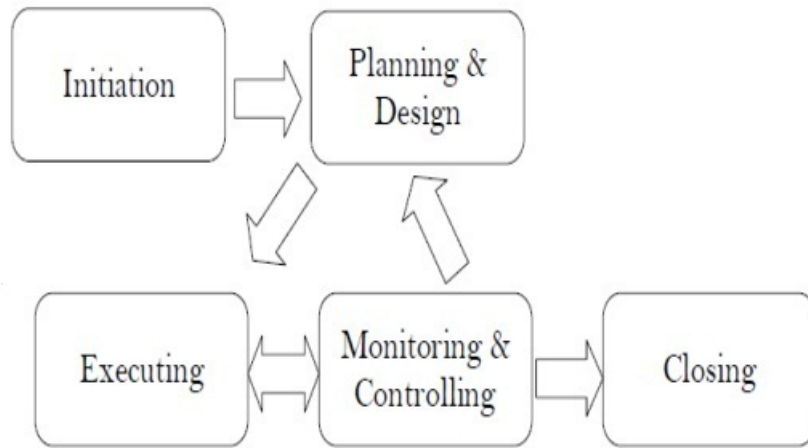 Initiation
Planning &
Design
Executing
Monitoring &
Controlling
Closing